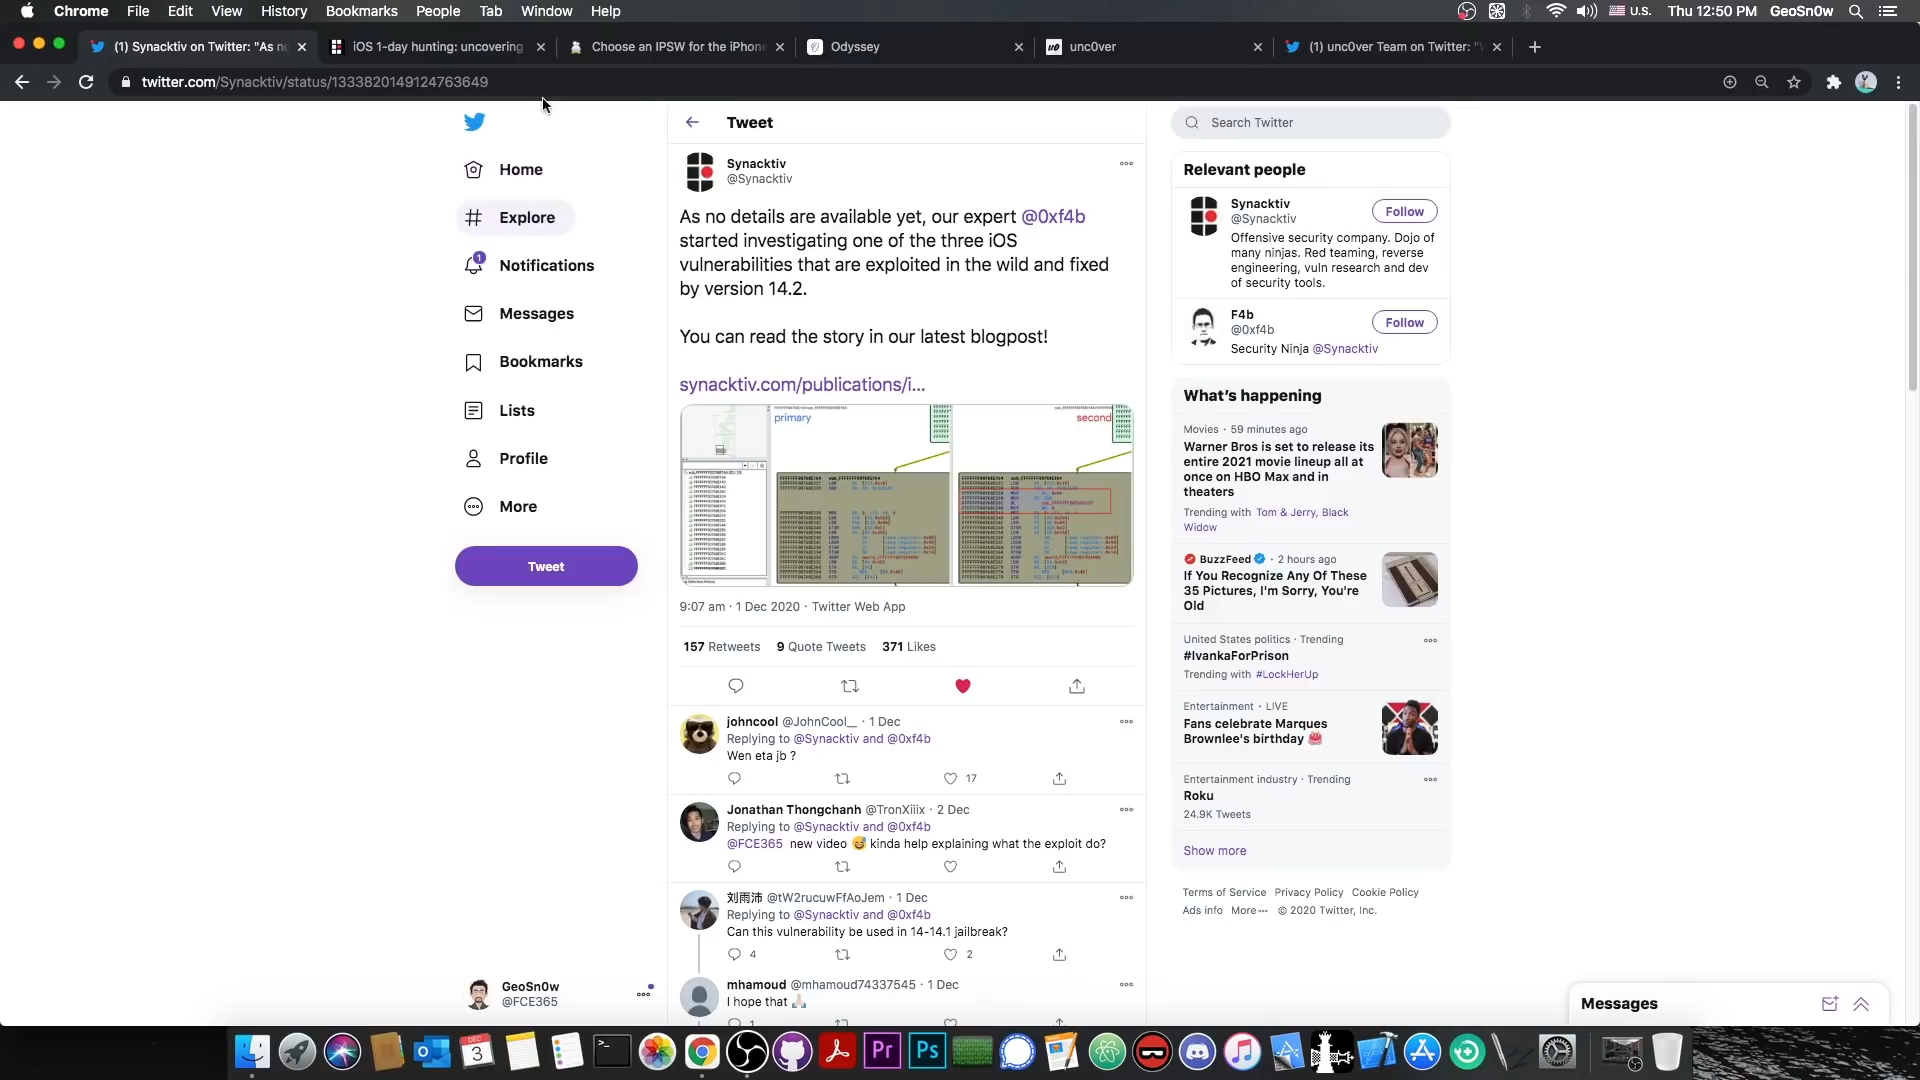 Chrome File Edit View History Bookmarks People Tab Window Help
U.S. Thu 12:50 PM GeoSn0w
(1) Synacktiv on Twitter: "As no
iOS 1-day hunting: uncovering
Choose an IPSW for the iPhone
Odyssey
unc0ver
(1) unc0ver Team on Twitter: "
twitter.com/Synacktiv/status/1333820149124763649
Home
Explore
1
Notifications
Messages
Bookmarks
Lists
Profile
More
Tweet
GeoSn0w
@FCE365
Tweet
Synacktiv
@Synacktiv
As no details are available yet, our expert @0xf4b
started investigating one of the three iOS
vulnerabilities that are exploited in the wild and fixed
by version 14.2.
You can read the story in our latest blogpost!
synacktiv.com/publications/i...
primary
second
9:07 am · 1 Dec 2020 · Twitter Web App
157 Retweets 9 Quote Tweets 371 Likes
johncool @JohnCool__ · 1 Dec
Replying to @Synacktiv and @0xf4b
Wen eta jb ?
17
Jonathan Thongchanh @TronXiiix · 2 Dec
Replying to @Synacktiv and @0xf4b
@FCE365 new video 😅 kinda help explaining what the exploit do?
刘雨沛 @tW2rucuwFfAoJem · 1 Dec
Replying to @Synacktiv and @0xf4b
Can this vulnerability be used in 14-14.1 jailbreak?
4 2
mhamoud @mhamoud74337545 · 1 Dec
I hope that 🙏🏻
1
Search Twitter
Relevant people
Synacktiv
@Synacktiv
Follow
Offensive security company. Dojo of
many ninjas. Red teaming, reverse
engineering, vuln research and dev
of security tools.
F4b
@0xf4b
Follow
Security Ninja @Synacktiv
What's happening
Movies · 59 minutes ago
Warner Bros is set to release its
entire 2021 movie lineup all at
once on HBO Max and in
theaters
Trending with Tom & Jerry, Black
Widow
BuzzFeed · 2 hours ago
If You Recognize Any Of These
35 Pictures, I'm Sorry, You're
Old
United States politics · Trending
#IvankaForPrison
Trending with #LockHerUp
Entertainment · LIVE
Fans celebrate Marques
Brownlee's birthday 🎂
Entertainment industry · Trending
Roku
24.9K Tweets
Show more
Terms of Service Privacy Policy Cookie Policy
Ads info More··· © 2020 Twitter, Inc.
Messages
DEC
3
Pr
Ps